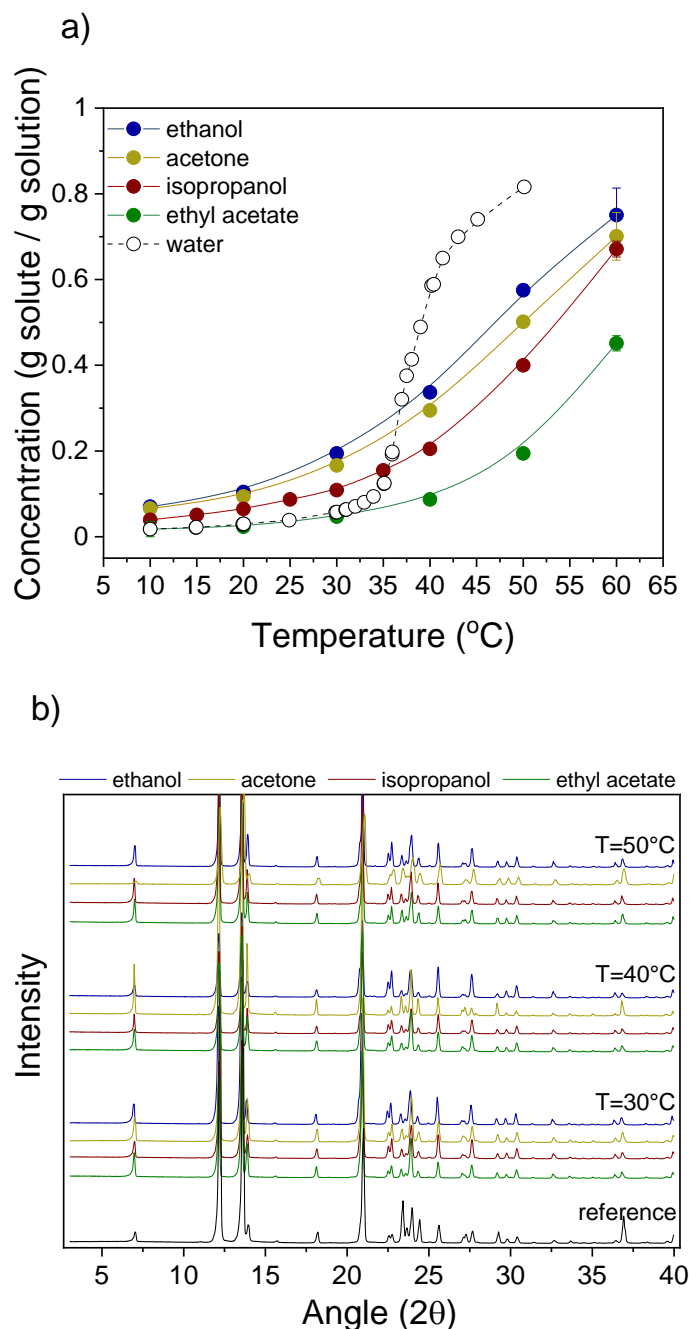 a)
Concentration (g solute / g solution)
1
0.8
0.6
0.4
0.2
0
ethanol
acetone
isopropanol
ethyl acetate
water
5 10 15 20 25 30 35 40 45 50 55 60 65
Temperature (°C)
b)
ethanol acetone isopropanol ethyl acetate
Intensity
T=50°C
T=40°C
T=30°C
reference
5 10 15 20 25 30 35 40
Angle (2θ)